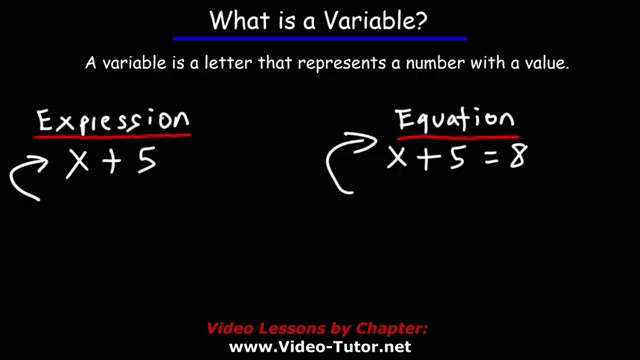 What is a Variable?
A variable is a letter that represents a number with a value.
Expression
x + 5
Equation
x + 5 = 8
Video Lessons by Chapter:
www.Video-Tutor.net